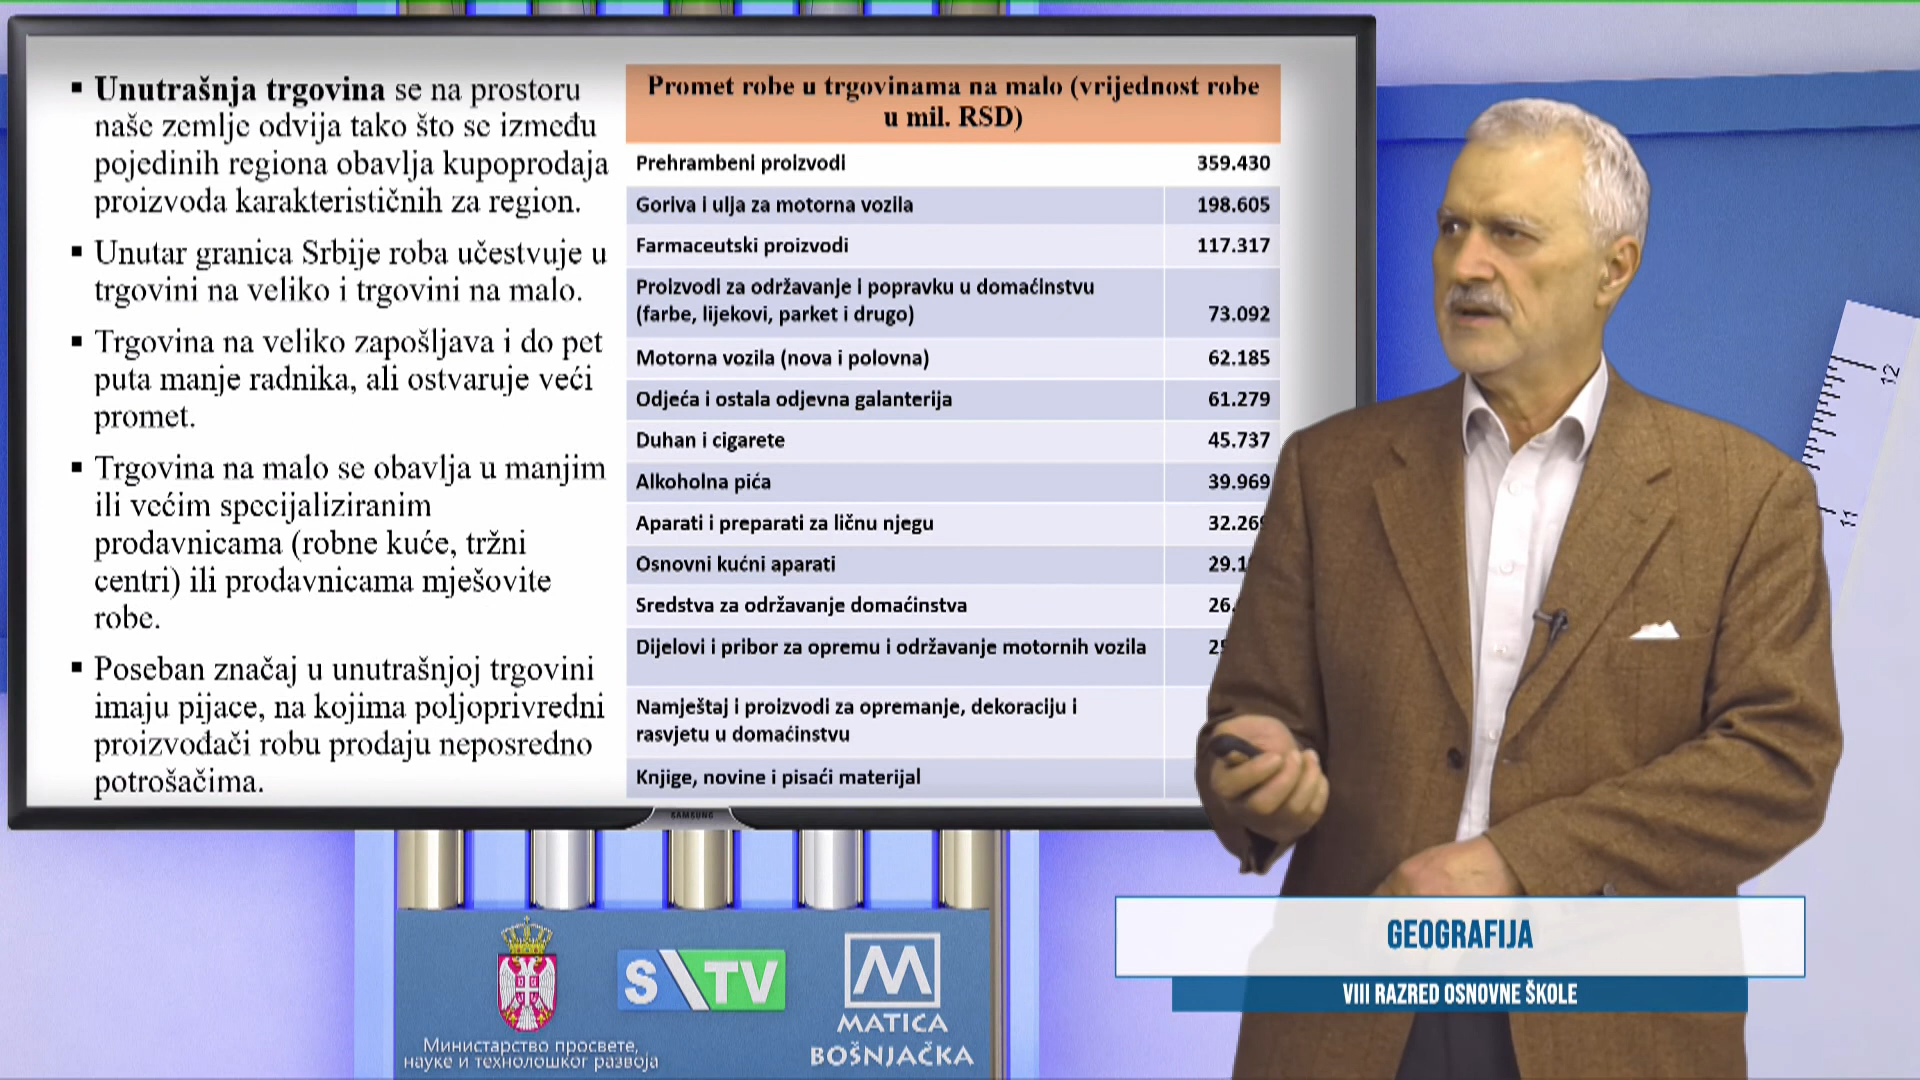 ▪ Unutrašnja trgovina se na prostoru
naše zemlje odvija tako što se između
pojedinih regiona obavlja kupoprodaja
proizvoda karakterističnih za region.
▪ Unutar granica Srbije roba učestvuje u
trgovini na veliko i trgovini na malo.
▪ Trgovina na veliko zapošljava i do pet
puta manje radnika, ali ostvaruje veći
promet.
▪ Trgovina na malo se obavlja u manjim
ili većim specijaliziranim
prodavnicama (robne kuće, tržni
centri) ili prodavnicama mješovite
robe.
▪ Poseban značaj u unutrašnjoj trgovini
imaju pijace, na kojima poljoprivredni
proizvođači robu prodaju neposredno
potrošačima.
Promet robe u trgovinama na malo (vrijednost robe
u mil. RSD)
Prehrambeni proizvodi 359.430
Goriva i ulja za motorna vozila 198.605
Farmaceutski proizvodi 117.317
Proizvodi za održavanje i popravku u domaćinstvu
(farbe, lijekovi, parket i drugo) 73.092
Motorna vozila (nova i polovna) 62.185
Odjeća i ostala odjevna galanterija 61.279
Duhan i cigarete 45.737
Alkoholna pića 39.969
Aparati i preparati za ličnu njegu
Osnovni kućni aparati
Sredstva za održavanje domaćinstva
Dijelovi i pribor za opremu i održavanje motornih vozila
Namještaj i proizvodi za opremanje, dekoraciju i
rasvjetu u domaćinstvu
Knjige, novine i pisaći materijal
SAMSUNG
12
11
Министарство просвете,
науке и технолошког развоја
S TV
M
MATICA
BOŠNJAČKA
GEOGRAFIJA
VIII RAZRED OSNOVNE ŠKOLE